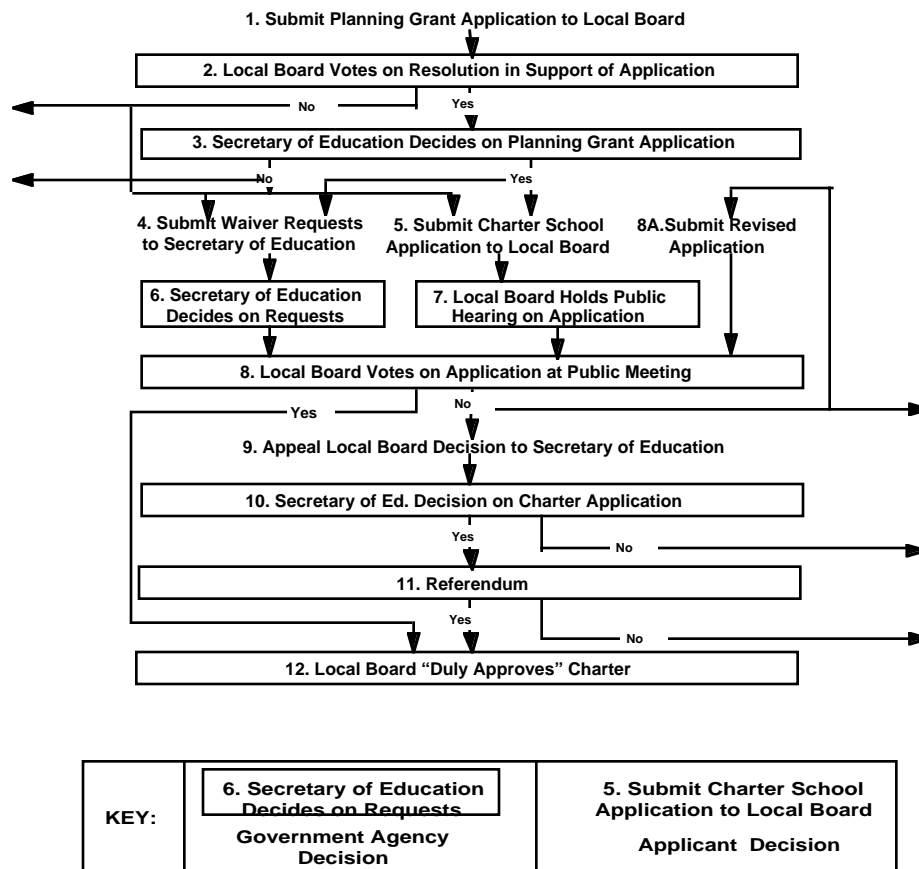 1. Submit Planning Grant Application to Local Board
2. Local Board Votes on Resolution in Support of Application
No
Yes
3. Secretary of Education Decides on Planning Grant Application
No
Yes
4. Submit Waiver Requests
to Secretary of Education
5. Submit Charter School
Application to Local Board
8A.Submit Revised
Application
6. Secretary of Education
Decides on Requests
7. Local Board Holds Public
Hearing on Application
8. Local Board Votes on Application at Public Meeting
Yes
No
9. Appeal Local Board Decision to Secretary of Education
10. Secretary of Ed. Decision on Charter Application
Yes
No
11. Referendum
Yes
No
12. Local Board “Duly Approves” Charter
KEY:
6. Secretary of Education
Decides on Requests
Government Agency
Decision
5. Submit Charter School
Application to Local Board
Applicant Decision